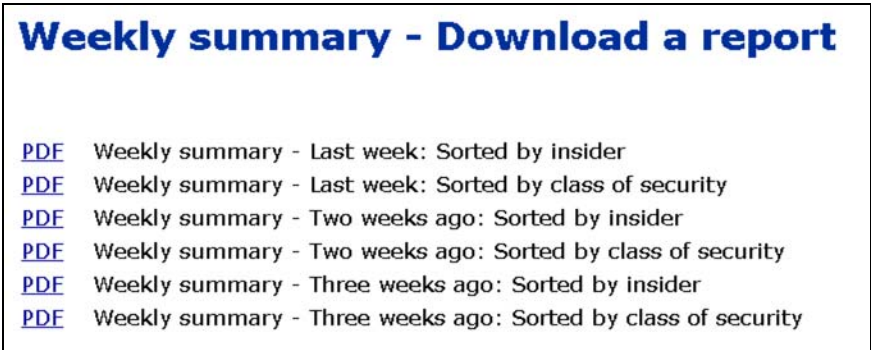 Weekly summary - Download a report
PDF Weekly summary - Last week: Sorted by insider
PDF Weekly summary - Last week: Sorted by class of security
PDF Weekly summary - Two weeks ago: Sorted by insider
PDF Weekly summary - Two weeks ago: Sorted by class of security
PDF Weekly summary - Three weeks ago: Sorted by insider
PDF Weekly summary - Three weeks ago: Sorted by class of security